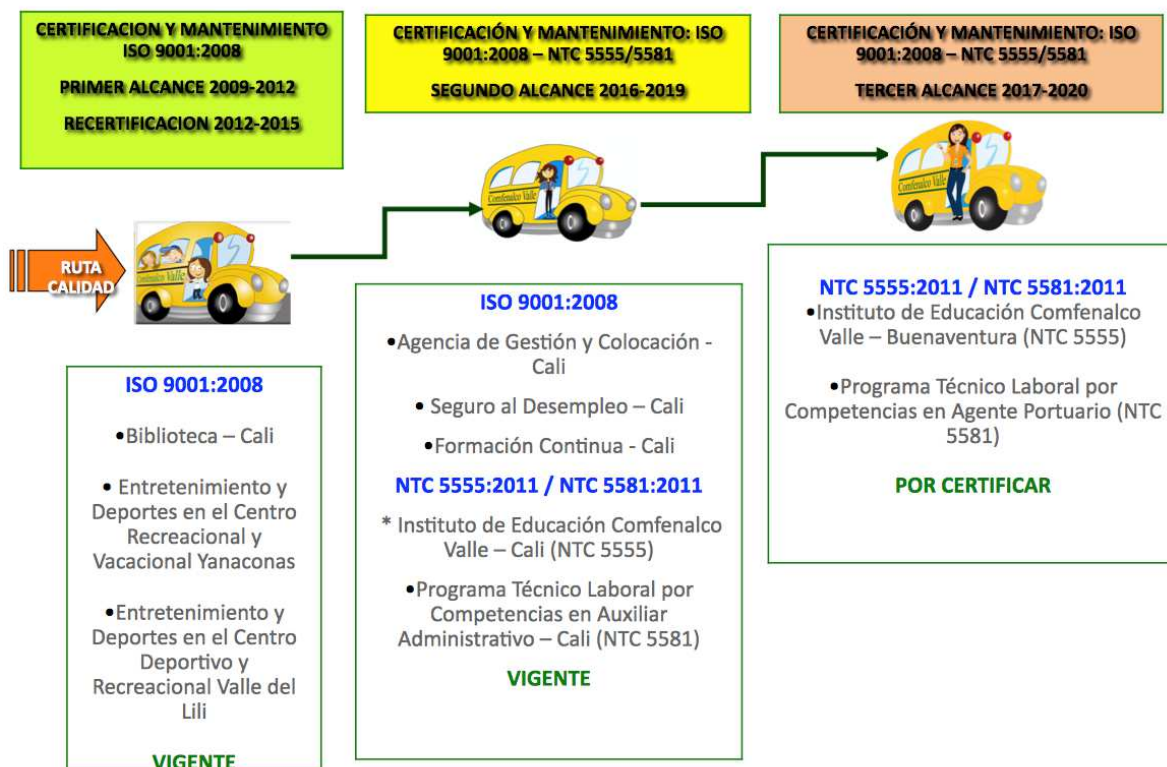 CERTIFICACION Y MANTENIMIENTO
ISO 9001:2008
PRIMER ALCANCE 2009-2012
RECERTIFICACION 2012-2015
CERTIFICACIÓN Y MANTENIMIENTO: ISO
9001:2008 – NTC 5555/5581
SEGUNDO ALCANCE 2016-2019
CERTIFICACIÓN Y MANTENIMIENTO: ISO
9001:2008 – NTC 5555/5581
TERCER ALCANCE 2017-2020
RUTA
CALIDAD
Comfenalco Valle
Comfenalco Valle
Comfenalco Valle
ISO 9001:2008
•Biblioteca – Cali
• Entretenimiento y
Deportes en el Centro
Recreacional y
Vacacional Yanaconas
•Entretenimiento y
Deportes en el Centro
Deportivo y
Recreacional Valle del
Lili
VIGENTE
ISO 9001:2008
•Agencia de Gestión y Colocación -
Cali
• Seguro al Desempleo – Cali
•Formación Continua - Cali
NTC 5555:2011 / NTC 5581:2011
* Instituto de Educación Comfenalco
Valle – Cali (NTC 5555)
•Programa Técnico Laboral por
Competencias en Auxiliar
Administrativo – Cali (NTC 5581)
VIGENTE
NTC 5555:2011 / NTC 5581:2011
•Instituto de Educación Comfenalco
Valle – Buenaventura (NTC 5555)
•Programa Técnico Laboral por
Competencias en Agente Portuario (NTC
5581)
POR CERTIFICAR